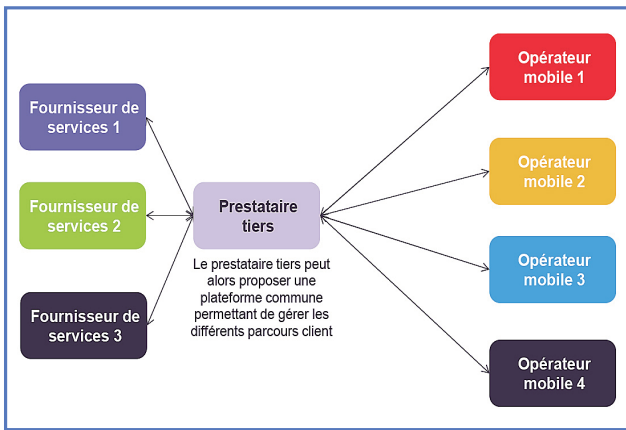 Fournisseur de
services 1
Fournisseur de
services 2
Fournisseur de
services 3
Prestataire
tiers
Le prestataire tiers peut
alors proposer une
plateforme commune
permettant de gérer les
différents parcours client
Opérateur
mobile 1
Opérateur
mobile 2
Opérateur
mobile 3
Opérateur
mobile 4